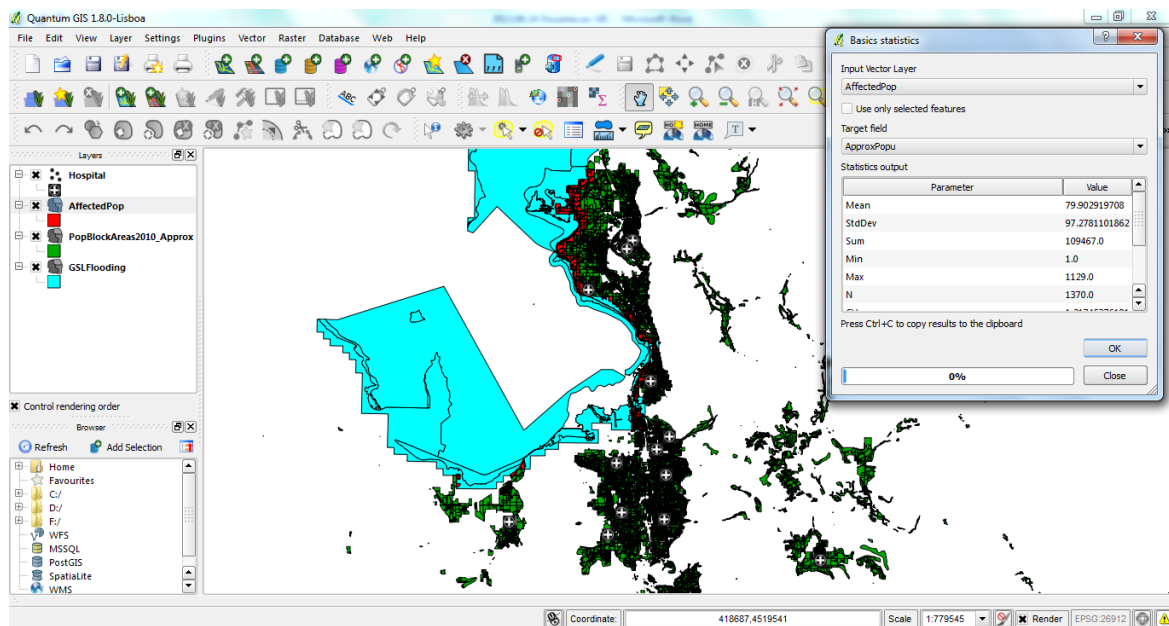 Quantum GIS 1.8.0-Lisboa
File Edit View Layer Settings Plugins Vector Raster Database Web Help
Layers
Hospital
AffectedPop
PopBlockAreas2010_Approx
GSLFlooding
Control rendering order
Browser
Refresh Add Selection
Home
Favourites
C:/
D:/
F:/
WFS
MSSQL
PostGIS
SpatiaLite
WMS
Basics statistics
Input Vector Layer
AffectedPop
Use only selected features
Target field
ApproxPopu
Statistics output
Parameter Value
Mean 79.902919708
StdDev 97.2781101862
Sum 109467.0
Min 1.0
Max 1129.0
N 1370.0
Press Ctrl+C to copy results to the clipboard
OK
0% Close
Coordinate: 418687,4519541 Scale 1:779545 Render EPSG:26912